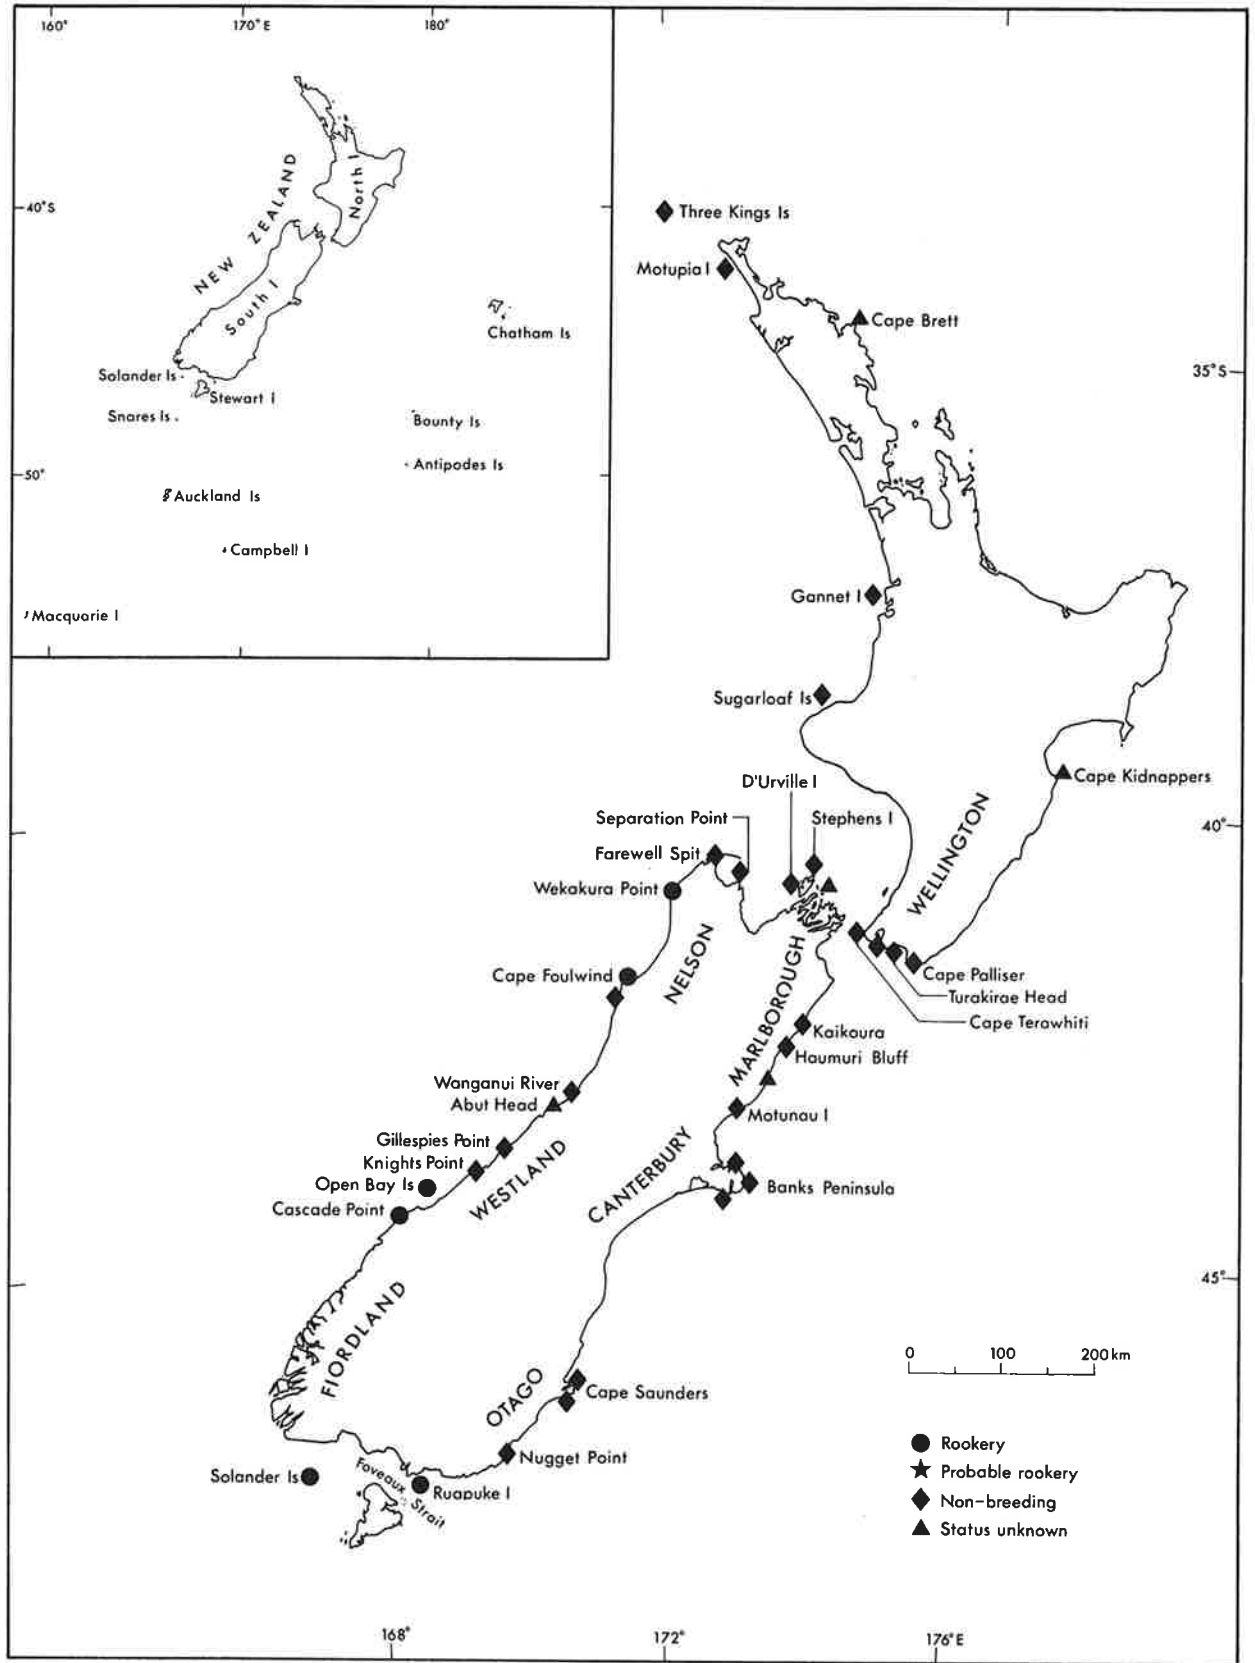 160°
170°E
180°
40°S
50°
NEW ZEALAND
North I
South I
Chatham Is
Solander Is
Stewart I
Snares Is
Bounty Is
Antipodes Is
Auckland Is
Campbell I
Macquarie I
Three Kings Is
Motupia I
Cape Brett
35°S
Gannet I
Sugarloaf Is
Cape Kidnappers
D'Urville I
Separation Point
Stephens I
40°
Farewell Spit
WELLINGTON
Wekakura Point
NELSON
Cape Foulwind
MARLBOROUGH
Cape Palliser
Turakirae Head
Cape Terawhiti
Kaikoura
Haumuri Bluff
Wanganui River
Abut Head
Motunau I
Gillespies Point
Knights Point
WESTLAND
CANTERBURY
Open Bay Is
Banks Peninsula
Cascade Point
45°
FIORDLAND
0 100 200 km
OTAGO
Cape Saunders
Nugget Point
Solander Is
Foveaux Strait
Ruapuke I
Rookery
Probable rookery
Non-breeding
Status unknown
168°
172°
176°E